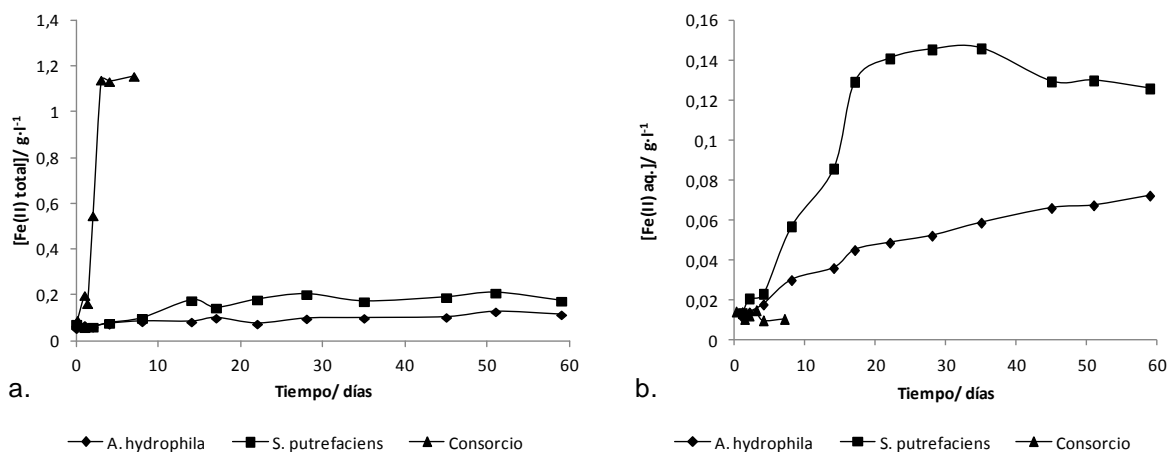 [Fe(II) total]/ g·l⁻¹
1,4
1,2
1
0,8
0,6
0,4
0,2
0
0 10 20 30 40 50 60
Tiempo/ días
a.
A. hydrophila S. putrefaciens Consorcio
[Fe(II) aq.]/ g·l⁻¹
0,16
0,14
0,12
0,10
0,08
0,06
0,04
0,02
0
0 10 20 30 40 50 60
Tiempo/ días
b.
A. hydrophila S. putrefaciens Consorcio